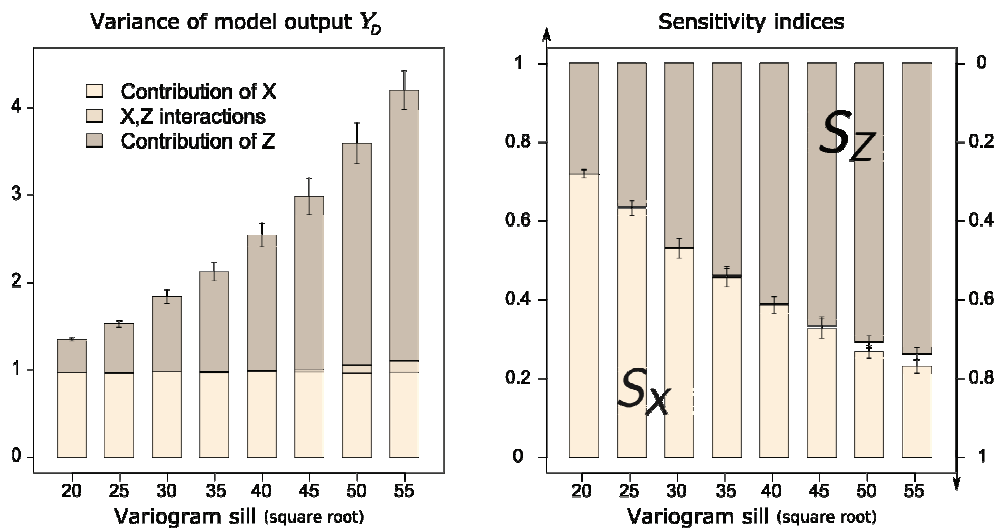 Variance of model output Y_D
Contribution of X
X,Z interactions
Contribution of Z
4
3
2
1
0
20 25 30 35 40 45 50 55
Variogram sill (square root)
Sensitivity indices
1 0
0.8 0.2
0.6 0.4
0.4 0.6
0.2 0.8
0 1
S_Z
S_X
20 25 30 35 40 45 50 55
Variogram sill (square root)